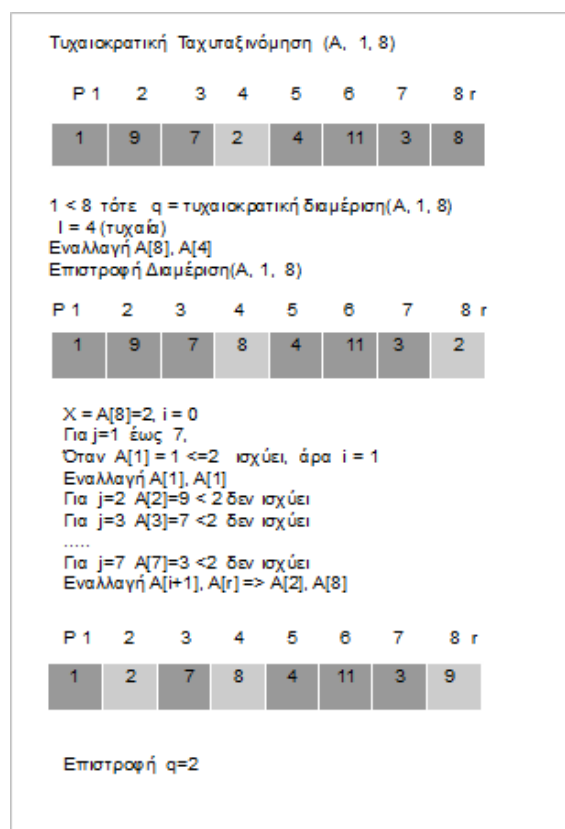 Τυχαιοκρατική Ταχυταξινόμηση (Α, 1, 8)
P 1 2 3 4 5 6 7 8 r
1 9 7 2 4 11 3 8
1 < 8 τότε q = τυχαιοκρατική διαμέριση(Α, 1, 8)
I = 4 (τυχαία)
Εναλλαγή Α[8], Α[4]
Επιστροφή Διαμέριση(Α, 1, 8)
P 1 2 3 4 5 6 7 8 r
1 9 7 8 4 11 3 2
X = A[8]=2, i = 0
Για j=1 έως 7,
Όταν Α[1] = 1 <=2 ισχύει, άρα i = 1
Εναλλαγή Α[1], Α[1]
Για j=2 Α[2]=9 < 2 δεν ισχύει
Για j=3 Α[3]=7 <2 δεν ισχύει
.....
Για j=7 Α[7]=3 <2 δεν ισχύει
Εναλλαγή Α[i+1], Α[r] => Α[2], Α[8]
P 1 2 3 4 5 6 7 8 r
1 2 7 8 4 11 3 9
Επιστροφή q=2